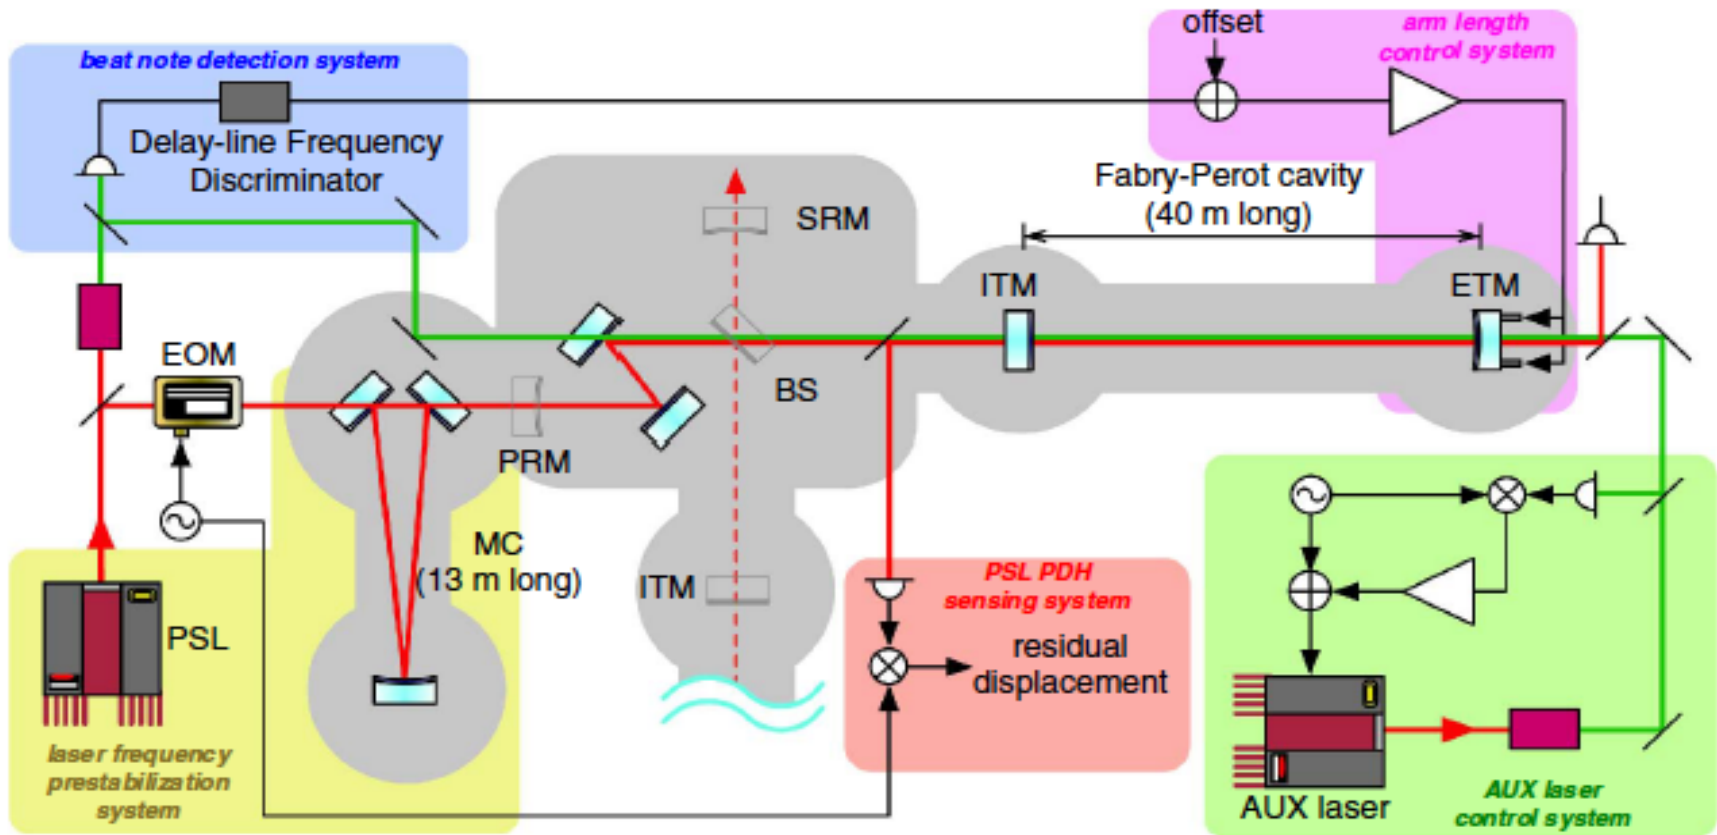 offset
arm length
control system
beat note detection system
Delay-line Frequency
Discriminator
Fabry-Perot cavity
(40 m long)
SRM
ITM
ETM
EOM
BS
PRM
MC
(13 m long)
ITM
PSL
PSL PDH
sensing system
residual
displacement
laser frequency
prestabilization
system
AUX laser
AUX laser
control system